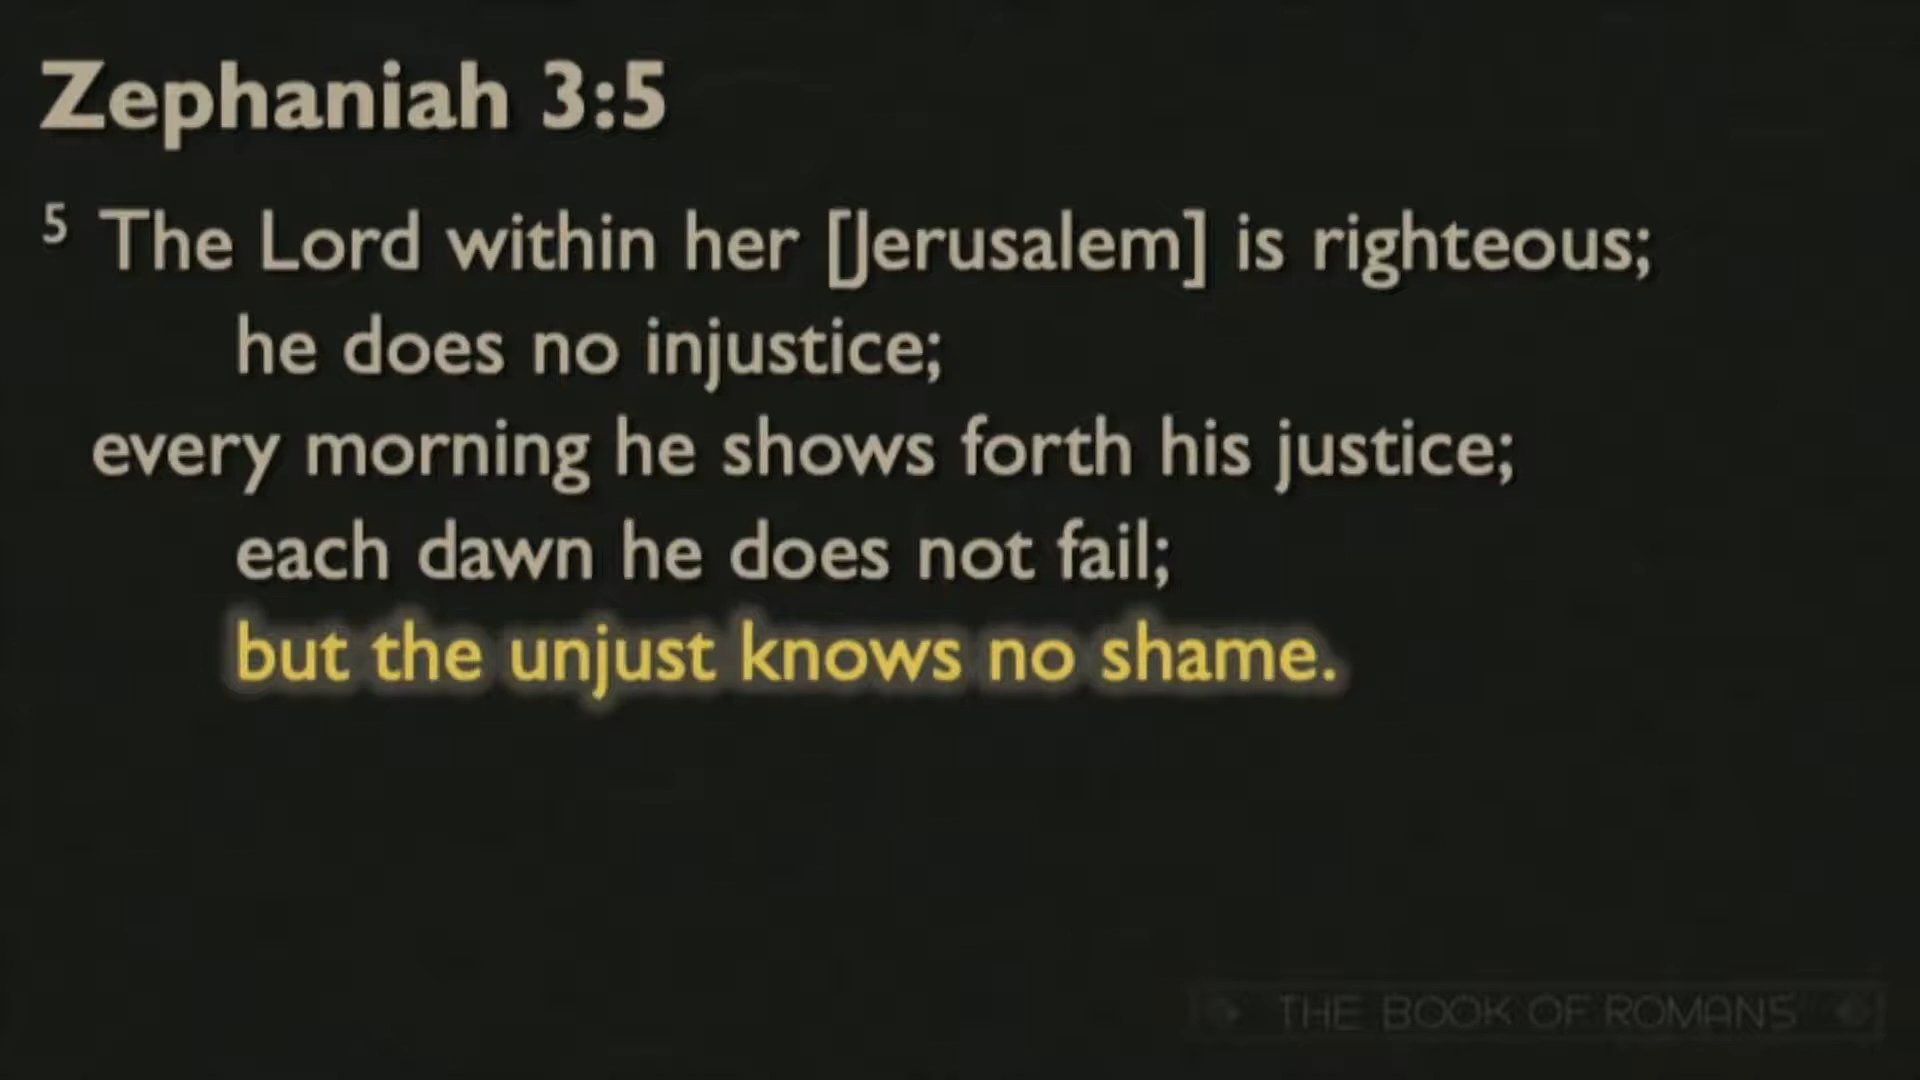 Zephaniah 3:5
5 The Lord within her [Jerusalem] is righteous;
he does no injustice;
every morning he shows forth his justice;
each dawn he does not fail;
but the unjust knows no shame.
THE BOOK OF ROMANS